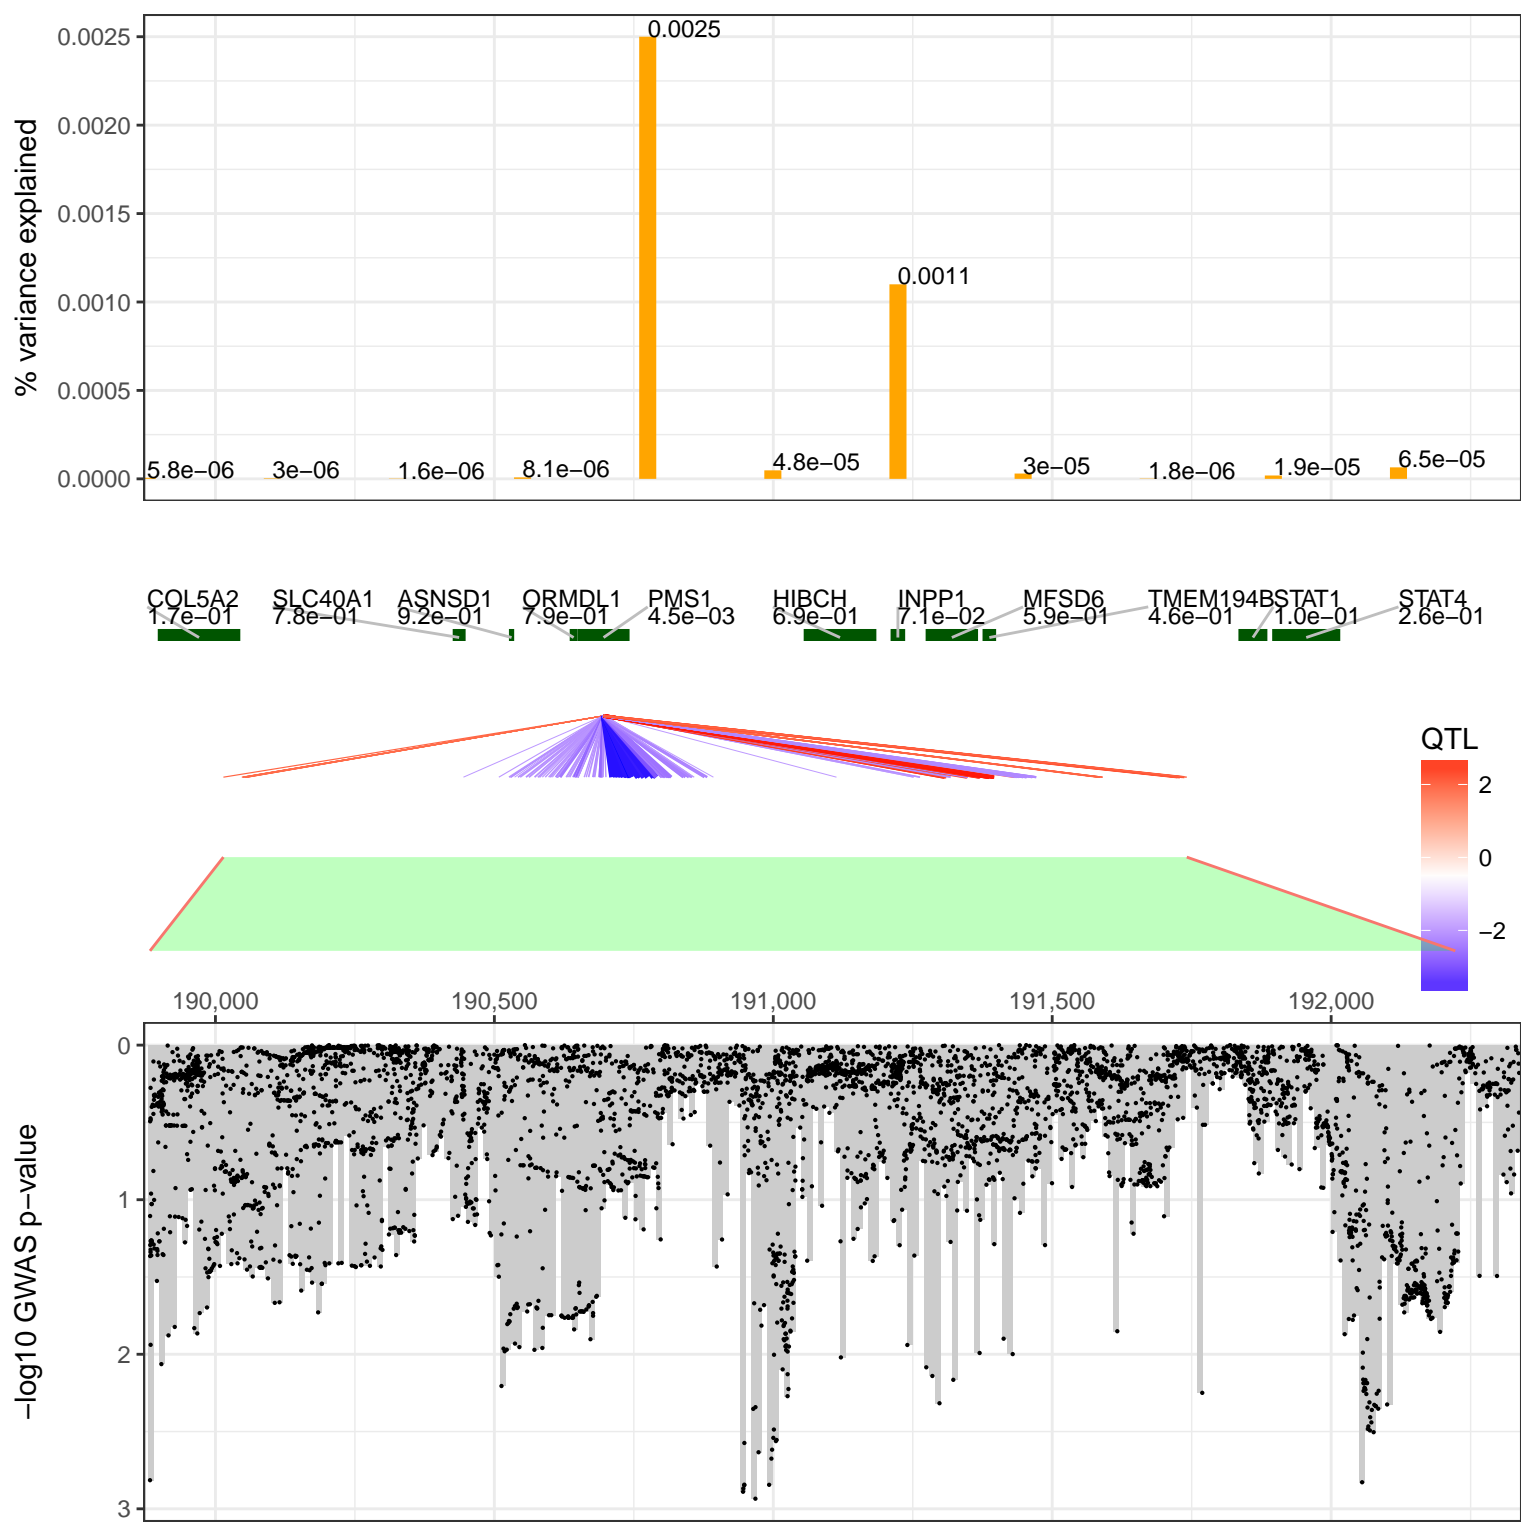 % variance explained
0.0025
0.0020
0.0015
0.0010
0.0005
0.0000
0.0025
0.0011
5.8e−06 3e−06 1.6e−06 8.1e−06 4.8e−05 3e−05 1.8e−06 1.9e−05 6.5e−05
COL5A2 SLC40A1 ASNSD1 ORMDL1 PMS1 HIBCH INPP1 MFSD6 TMEM194B STAT1 STAT4
1.7e−01 7.8e−01 9.2e−01 7.9e−01 4.5e−03 6.9e−01 7.1e−02 5.9e−01 4.6e−01 1.0e−01 2.6e−01
QTL
2
0
−2
190,000 190,500 191,000 191,500 192,000
−log10 GWAS p−value
0
1
2
3